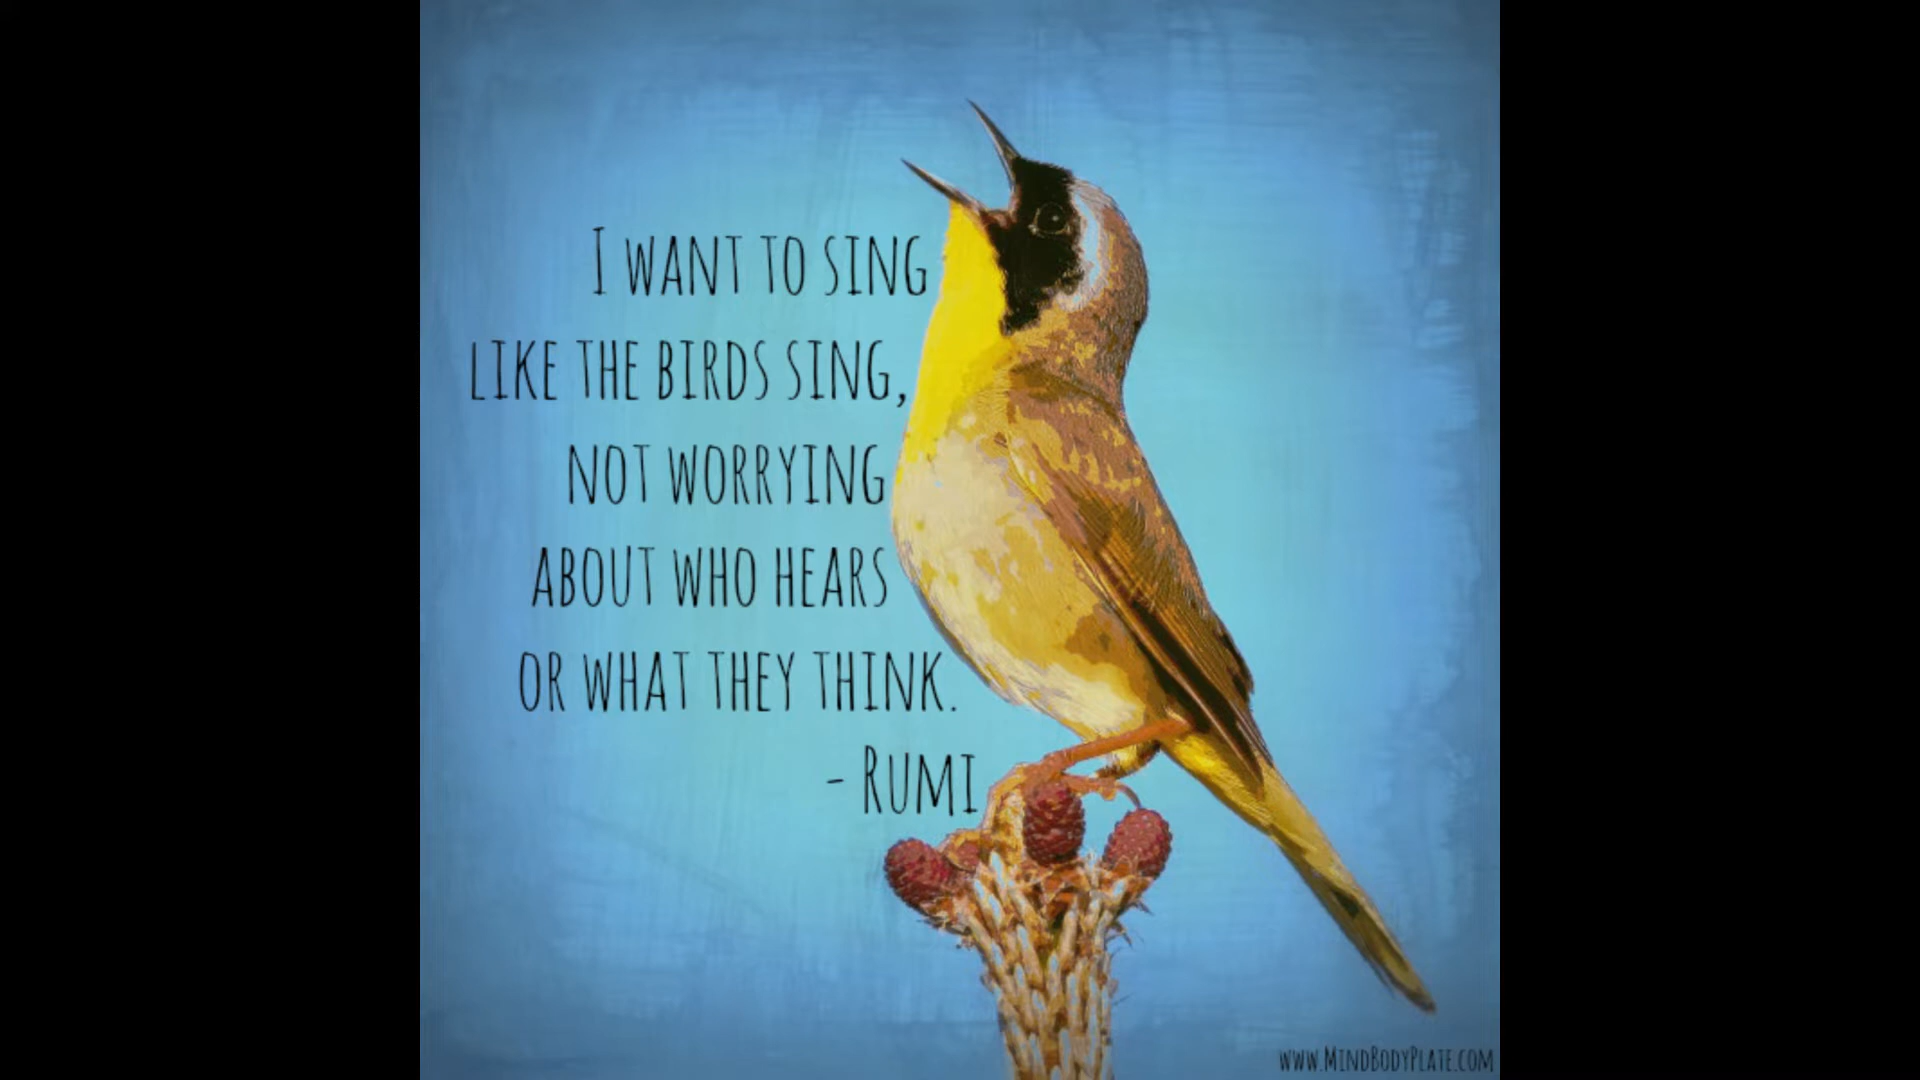 I WANT TO SING
LIKE THE BIRDS SING,
NOT WORRYING
ABOUT WHO HEARS
OR WHAT THEY THINK.
- RUMI
WWW.MINDBODYPLATE.COM